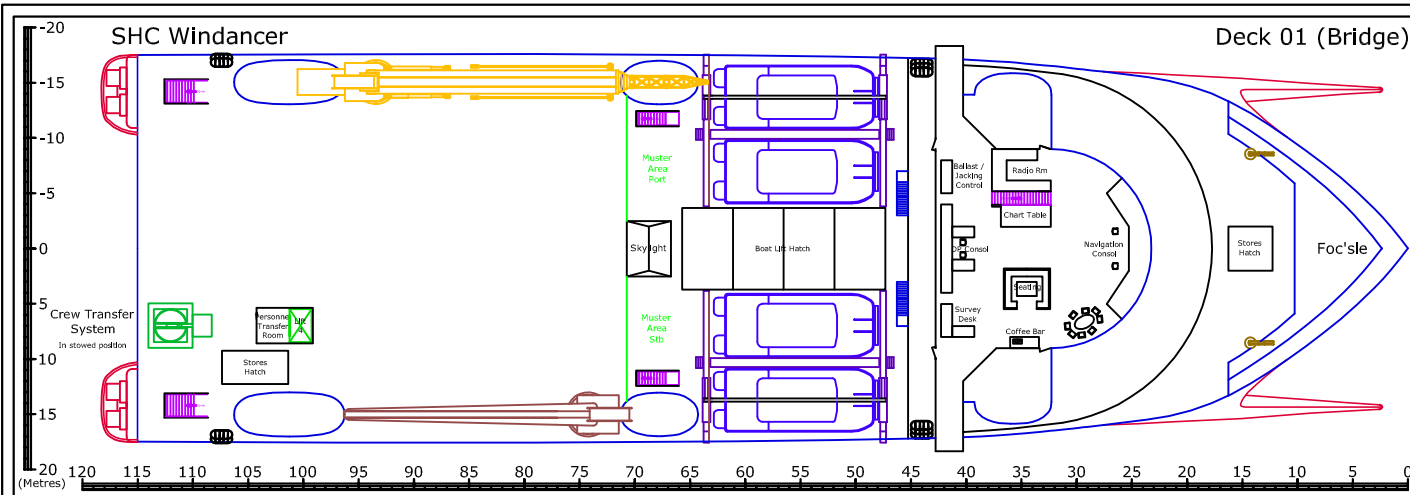 SHC Windancer
Deck 01 (Bridge)
-20
-15
-10
-5
0
5
10
15
20
(Metres)
Muster
Area
Port
Ballast /
Jacking
Control
Radio Rm
Chart Table
Skylight
Boat Lift Hatch
DP Consol
Navigation
Consol
Stores
Hatch
Foc'sle
Seating
Crew Transfer
System
In stowed position
Personnel
Transfer
Room
Lift
4
Muster
Area
Stb
Survey
Desk
Coffee Bar
Stores
Hatch
120 115 110 105 100 95 90 85 80 75 70 65 60 55 50 45 40 35 30 25 20 15 10 5 0